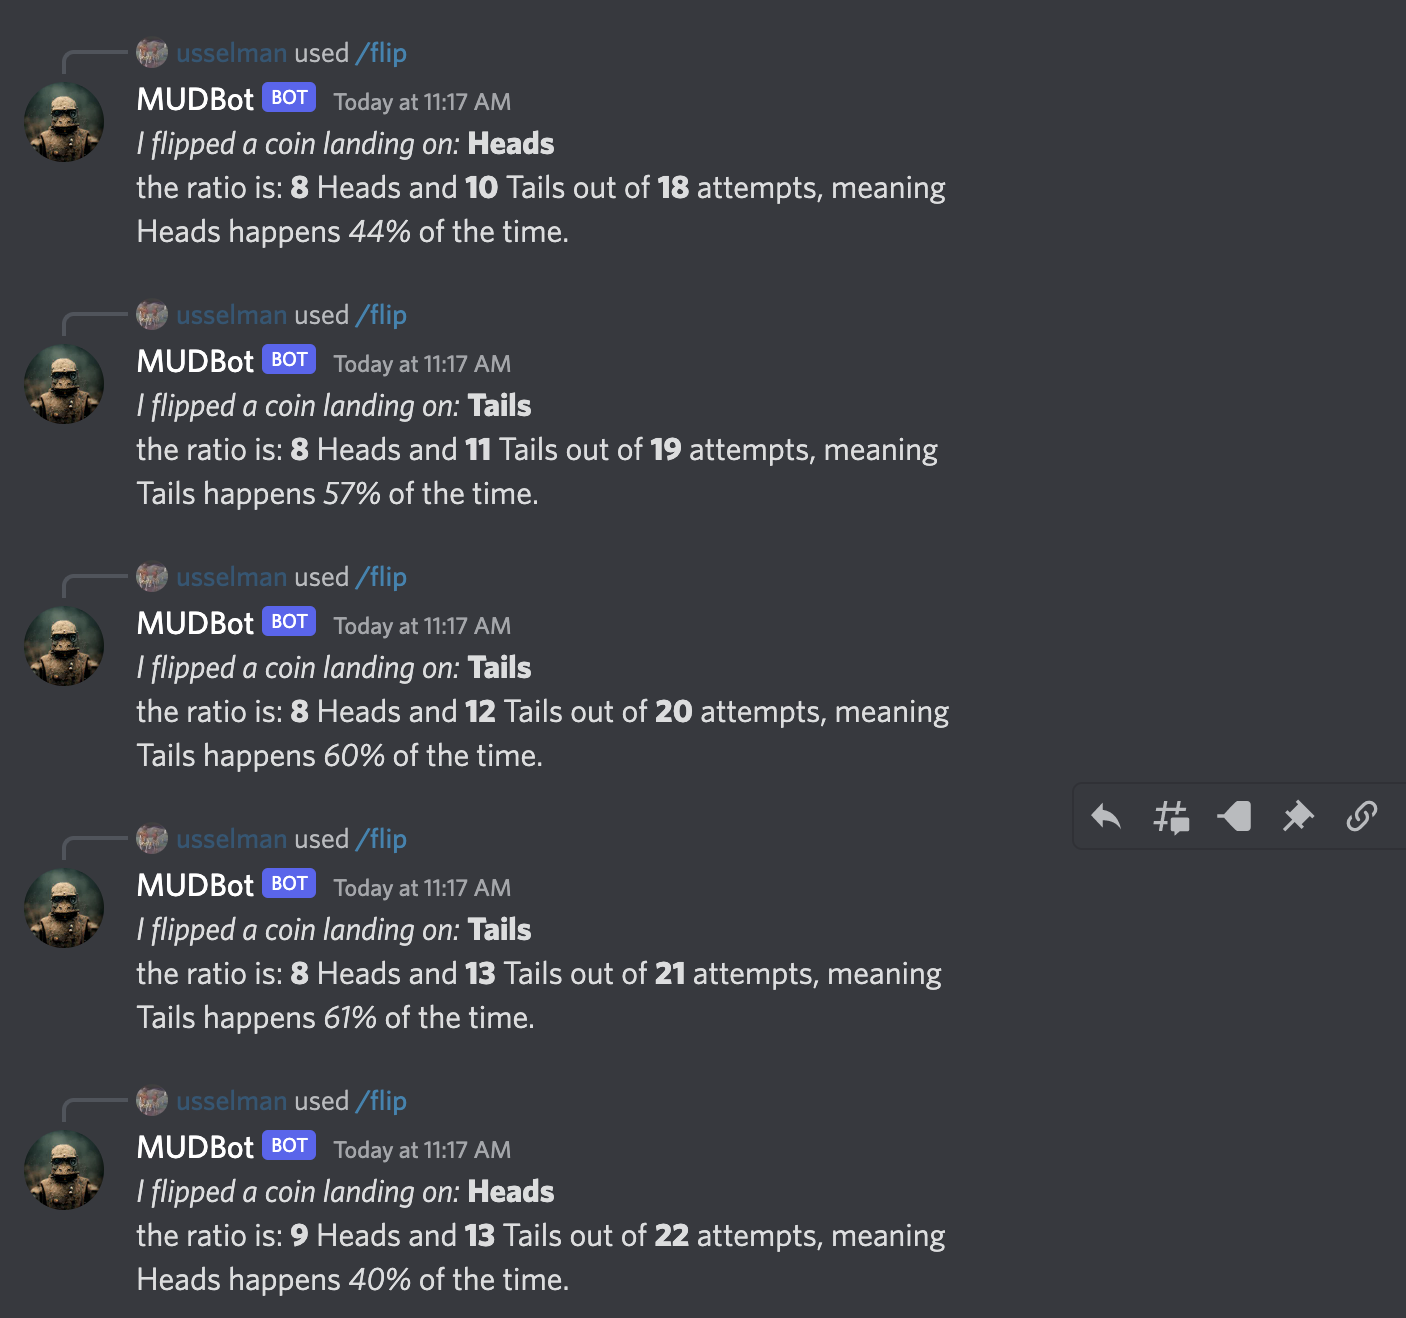 usselman used /flip
MUDBot BOT Today at 11:17 AM
I flipped a coin landing on: Heads
the ratio is: 8 Heads and 10 Tails out of 18 attempts, meaning
Heads happens 44% of the time.
usselman used /flip
MUDBot BOT Today at 11:17 AM
I flipped a coin landing on: Tails
the ratio is: 8 Heads and 11 Tails out of 19 attempts, meaning
Tails happens 57% of the time.
usselman used /flip
MUDBot BOT Today at 11:17 AM
I flipped a coin landing on: Tails
the ratio is: 8 Heads and 12 Tails out of 20 attempts, meaning
Tails happens 60% of the time.
usselman used /flip
MUDBot BOT Today at 11:17 AM
I flipped a coin landing on: Tails
the ratio is: 8 Heads and 13 Tails out of 21 attempts, meaning
Tails happens 61% of the time.
usselman used /flip
MUDBot BOT Today at 11:17 AM
I flipped a coin landing on: Heads
the ratio is: 9 Heads and 13 Tails out of 22 attempts, meaning
Heads happens 40% of the time.